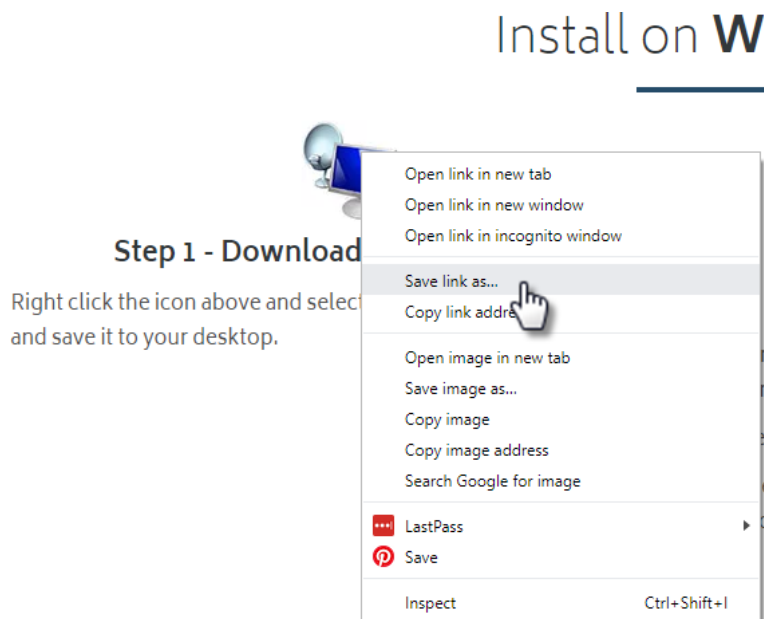 Install on W
Step 1 - Download
Right click the icon above and select
and save it to your desktop.
Open link in new tab
Open link in new window
Open link in incognito window
Save link as...
Copy link addre
Open image in new tab
Save image as...
Copy image
Copy image address
Search Google for image
LastPass
Save
Inspect Ctrl+Shift+I